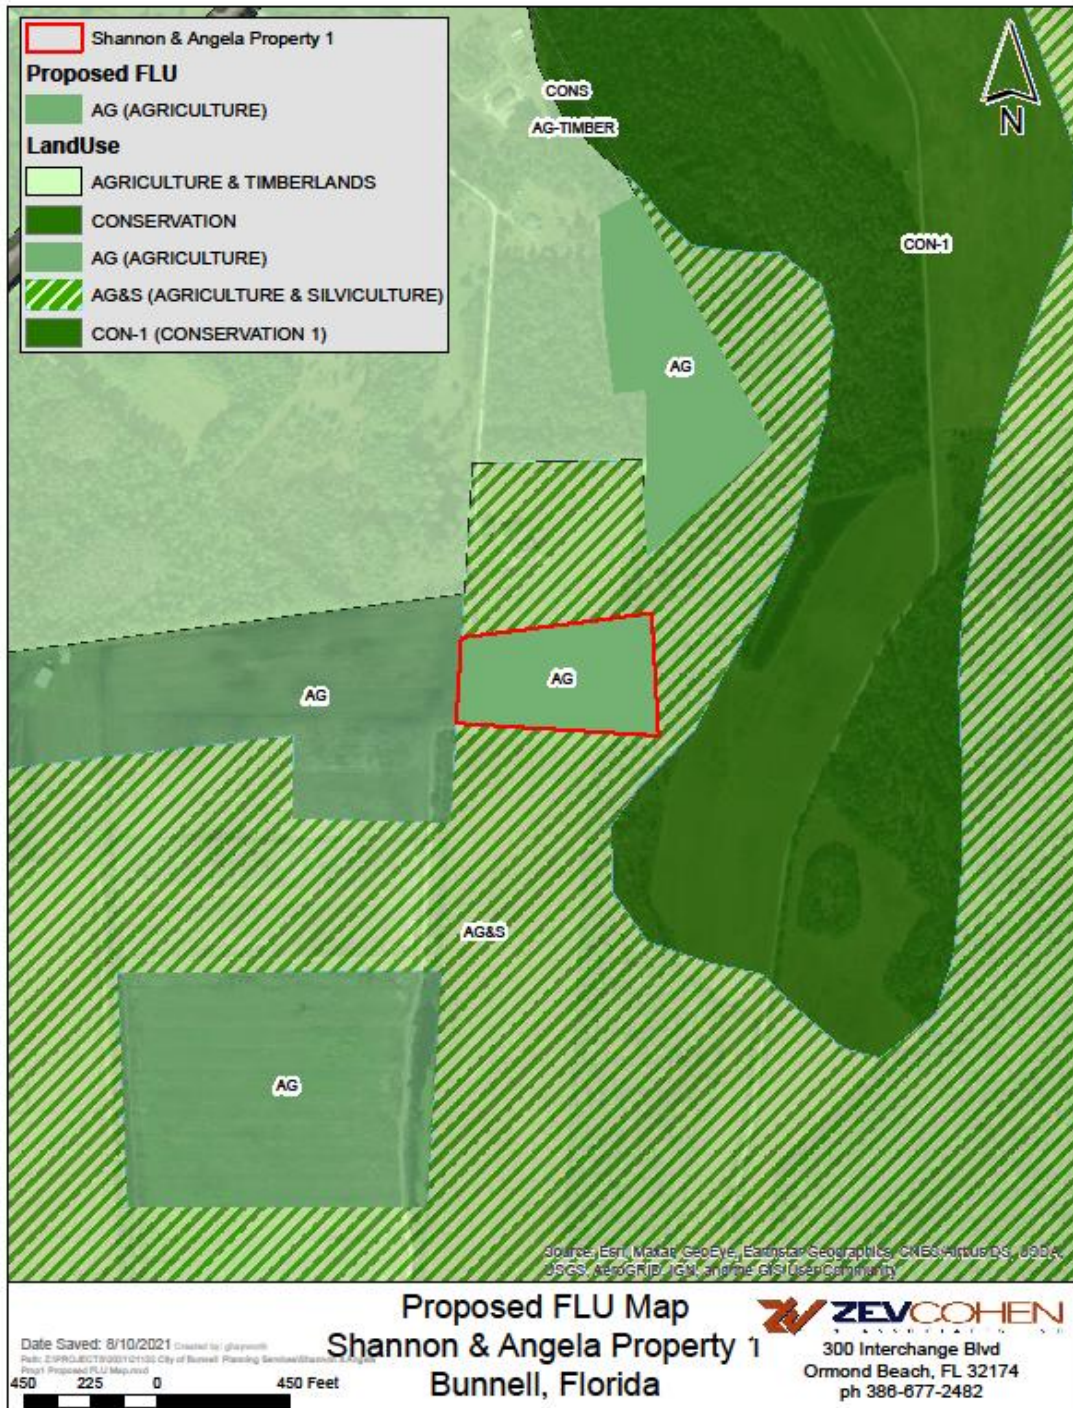 Shannon & Angela Property 1
Proposed FLU
AG (AGRICULTURE)
LandUse
AGRICULTURE & TIMBERLANDS
CONSERVATION
AG (AGRICULTURE)
AG&S (AGRICULTURE & SILVICULTURE)
CON-1 (CONSERVATION 1)
CONS
AG-TIMBER
N
CON-1
AG
AG
AG
AG&S
AG
Source: Esri, Maxar, GeoEye, Earthstar Geographics, CNES/Airbus DS, USDA,
USGS, AeroGRID, IGN, and the GIS User Community
Proposed FLU Map
Shannon & Angela Property 1
Bunnell, Florida
Date Saved: 8/10/2021 Created by:
450 225 0 450 Feet
ZEV COHEN
300 Interchange Blvd
Ormond Beach, FL 32174
ph 386-677-2482